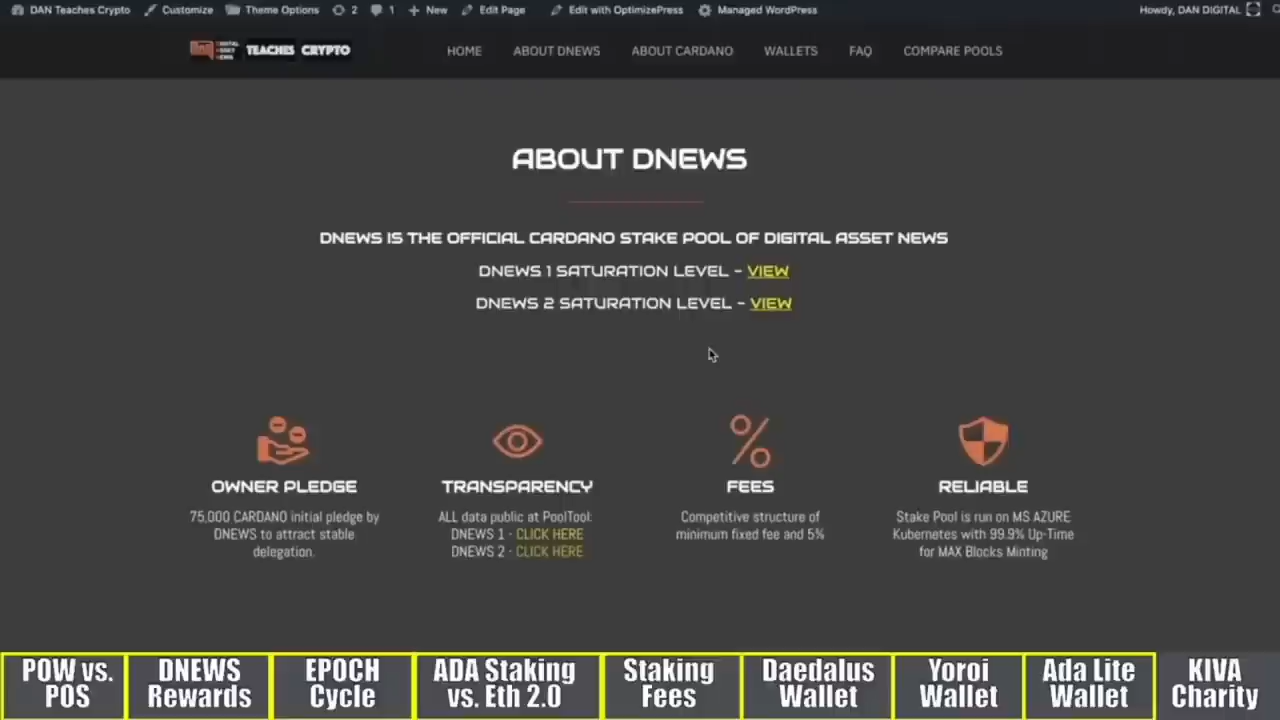 DAN Teaches Crypto Customize Theme Options 2 1 New Edit Page Edit with OptimizePress Managed WordPress Howdy, DAN DIGITAL
DIGITAL ASSET NEWS TEACHES CRYPTO HOME ABOUT DNEWS ABOUT CARDANO WALLETS FAQ COMPARE POOLS
ABOUT DNEWS
DNEWS IS THE OFFICIAL CARDANO STAKE POOL OF DIGITAL ASSET NEWS
DNEWS 1 SATURATION LEVEL - VIEW
DNEWS 2 SATURATION LEVEL - VIEW
OWNER PLEDGE
75,000 CARDANO initial pledge by
DNEWS to attract stable
delegation.
TRANSPARENCY
ALL data public at PoolTool:
DNEWS 1 - CLICK HERE
DNEWS 2 - CLICK HERE
FEES
Competitive structure of
minimum fixed fee and 5%
RELIABLE
Stake Pool is run on MS AZURE
Kubernetes with 99.9% Up-Time
for MAX Blocks Minting
POW vs.
POS
DNEWS
Rewards
EPOCH
Cycle
ADA Staking
vs. Eth 2.0
Staking
Fees
Daedalus
Wallet
Yoroi
Wallet
Ada Lite
Wallet
KIVA
Charity